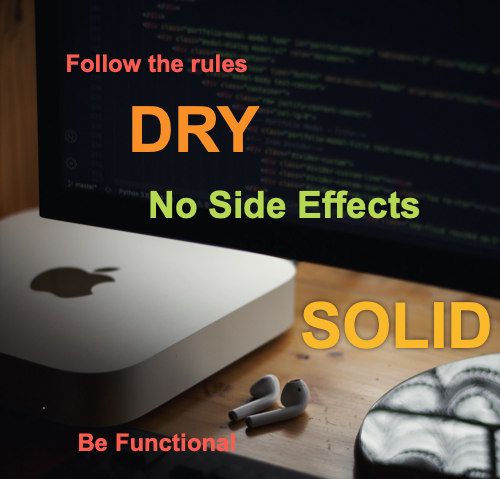 Follow the rules
DRY
No Side Effects
SOLID
Be Functional